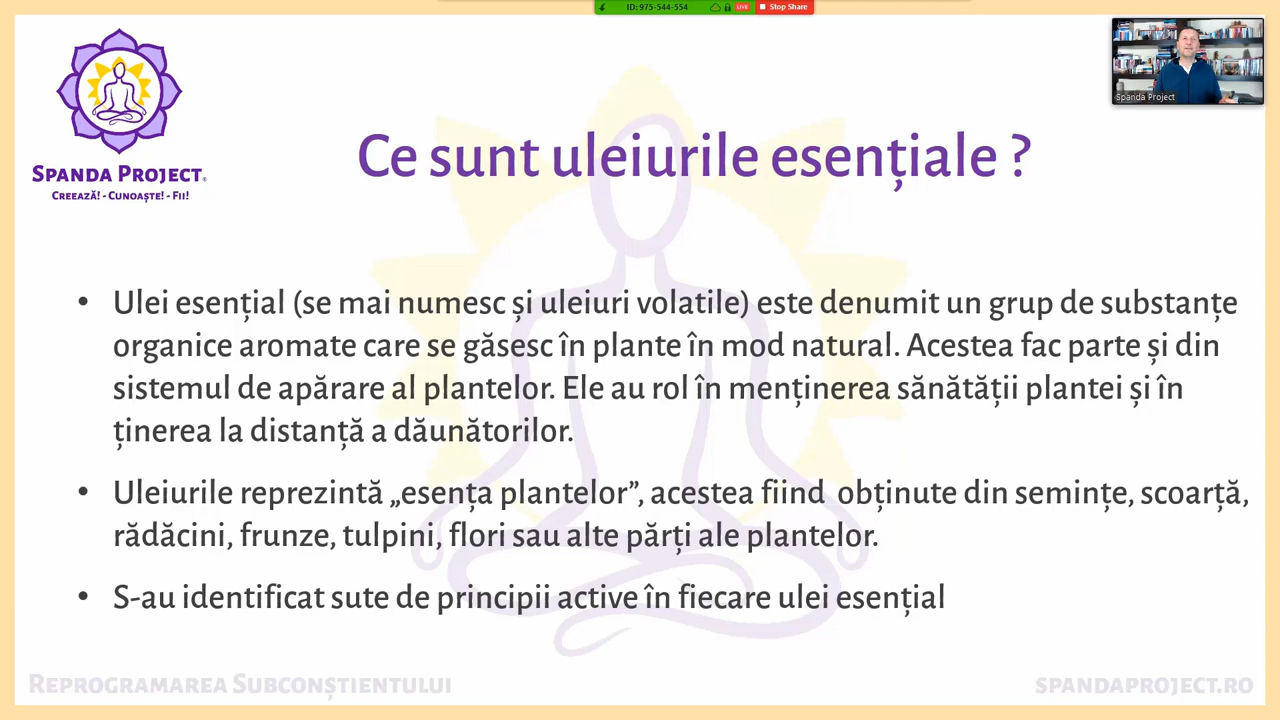 ID: 975-544-554
LIVE
Stop Share
Spanda Project
SPANDA PROJECT®
CREEAZĂ! - CUNOAȘTE! - FII!
Ce sunt uleiurile esențiale ?
• Ulei esențial (se mai numesc și uleiuri volatile) este denumit un grup de substanțe
organice aromate care se găsesc în plante în mod natural. Acestea fac parte și din
sistemul de apărare al plantelor. Ele au rol în menținerea sănătății plantei și în
ținerea la distanță a dăunătorilor.
• Uleiurile reprezintă „esența plantelor”, acestea fiind obținute din semințe, scoarță,
rădăcini, frunze, tulpini, flori sau alte părți ale plantelor.
• S-au identificat sute de principii active în fiecare ulei esențial
REPROGRAMAREA SUBCONȘTIENTULUI
SPANDAPROJECT.RO